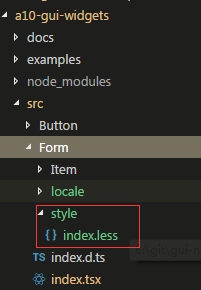 a10-gui-widgets
docs
examples
node_modules
src
Button
Form
Item
locale
style
{ } index.less
TS index.d.ts
index.tsx